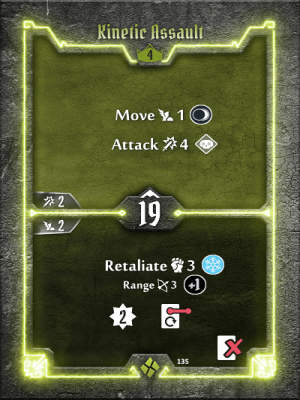 Kinetic Assault
4
Move 1
Attack 4
2
19
2
Retaliate 3
Range 3 +1
2
135